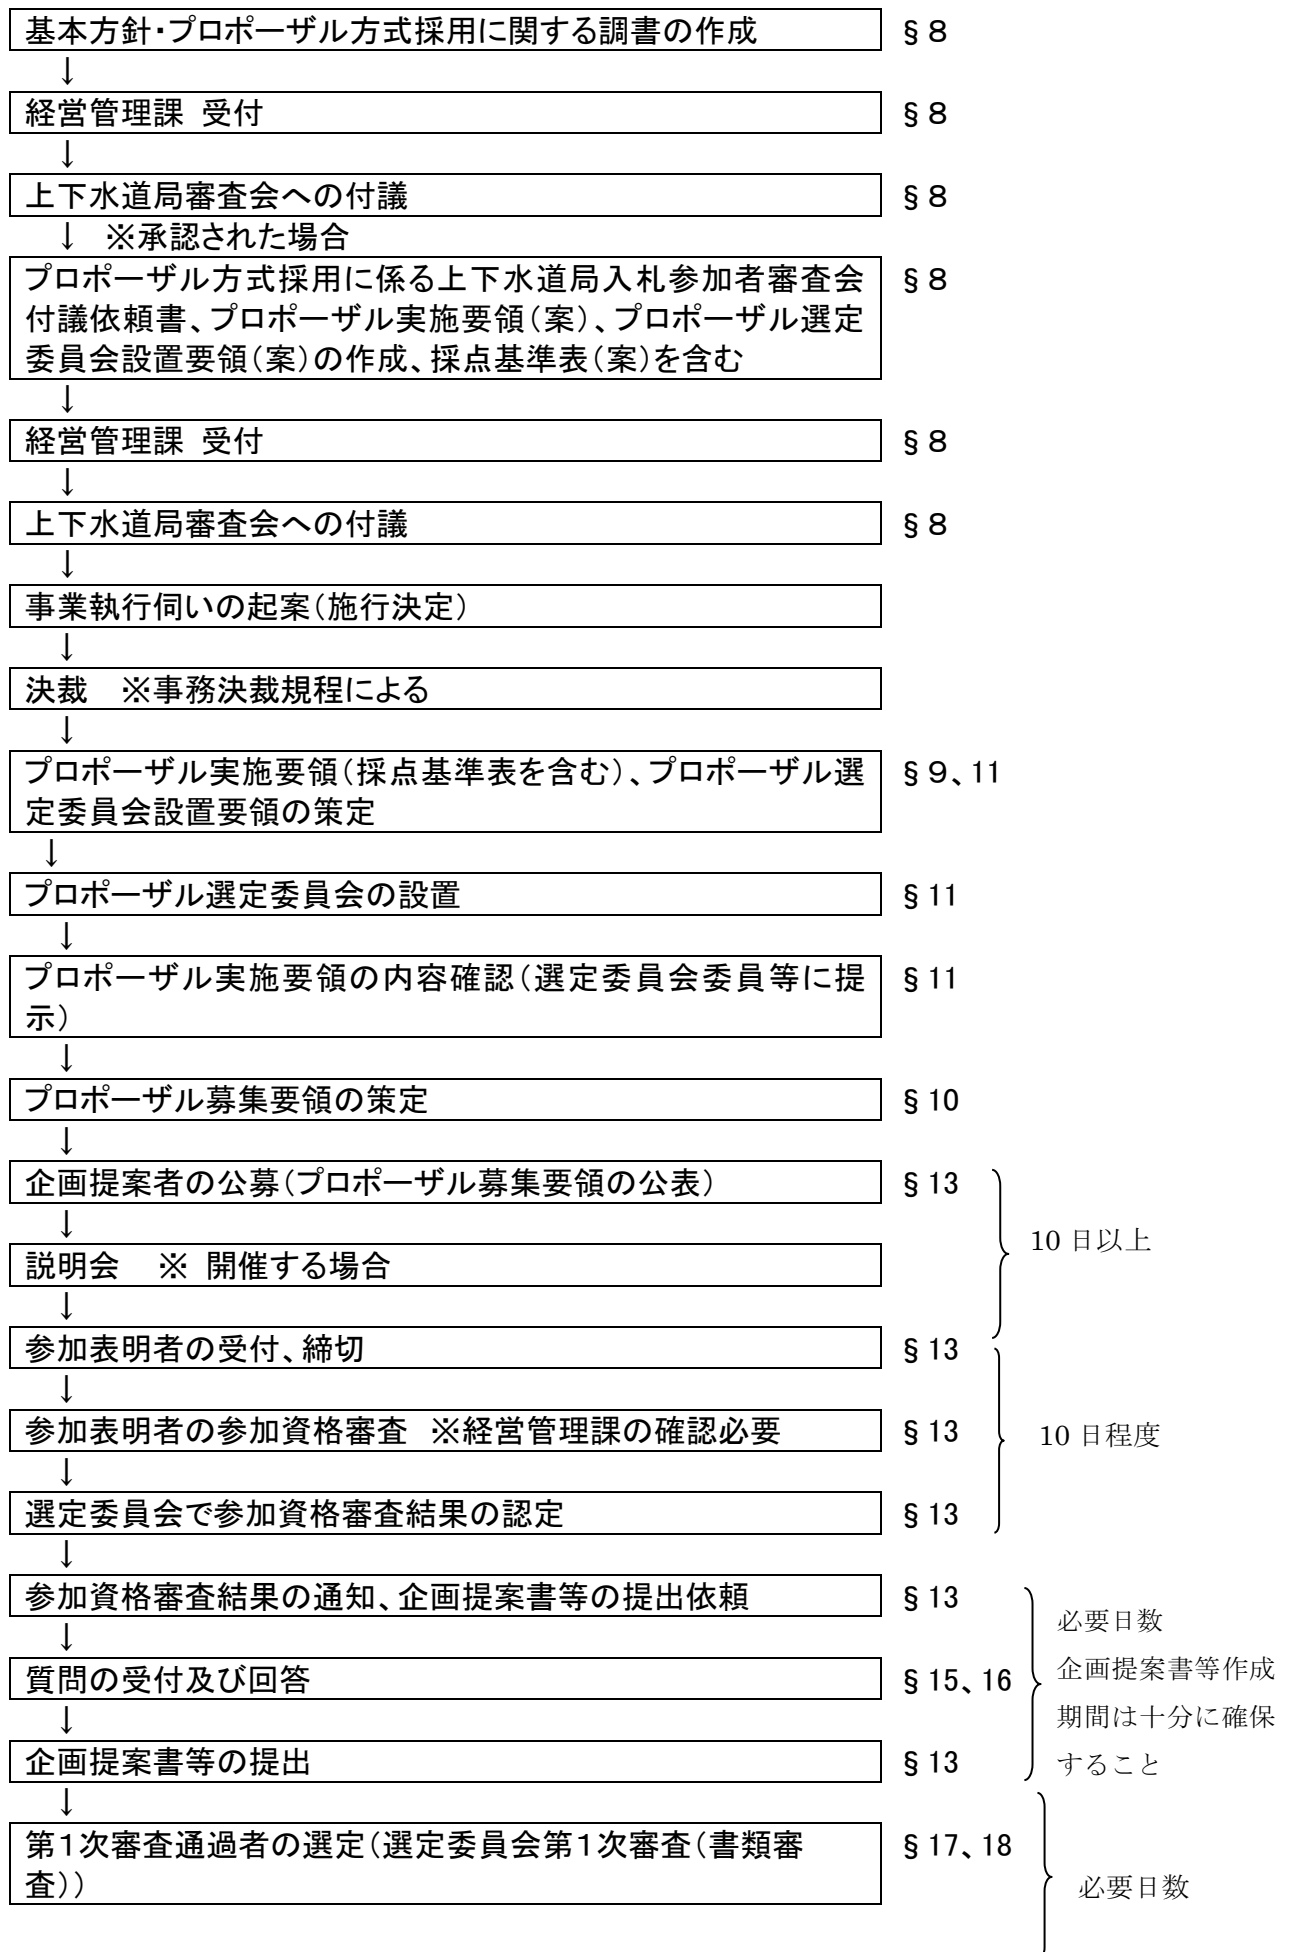 基本方針・プロポーザル方式採用に関する調書の作成 §8
↓
経営管理課 受付 §8
↓
上下水道局審査会への付議 §8
↓ ※承認された場合
プロポーザル方式採用に係る上下水道局入札参加者審査会 §8
付議依頼書、プロポーザル実施要領(案)、プロポーザル選定
委員会設置要領(案)の作成、採点基準表(案)を含む
↓
経営管理課 受付 §8
↓
上下水道局審査会への付議 §8
↓
事業執行伺いの起案(施行決定)
↓
決裁 ※事務決裁規程による
↓
プロポーザル実施要領(採点基準表を含む)、プロポーザル選 §9、11
定委員会設置要領の策定
↓
プロポーザル選定委員会の設置 §11
↓
プロポーザル実施要領の内容確認(選定委員会委員等に提 §11
示)
↓
プロポーザル募集要領の策定 §10
↓
企画提案者の公募(プロポーザル募集要領の公表) §13
↓
10 日以上
説明会 ※ 開催する場合
↓
参加表明者の受付、締切 §13
↓
参加表明者の参加資格審査 ※経営管理課の確認必要 §13
10 日程度
↓
選定委員会で参加資格審査結果の認定 §13
↓
参加資格審査結果の通知、企画提案書等の提出依頼 §13
必要日数
↓
質問の受付及び回答 §15、16
企画提案書等作成
↓
期間は十分に確保
企画提案書等の提出 §13
すること
↓
第1次審査通過者の選定(選定委員会第1次審査(書類審 §17、18
査))
必要日数